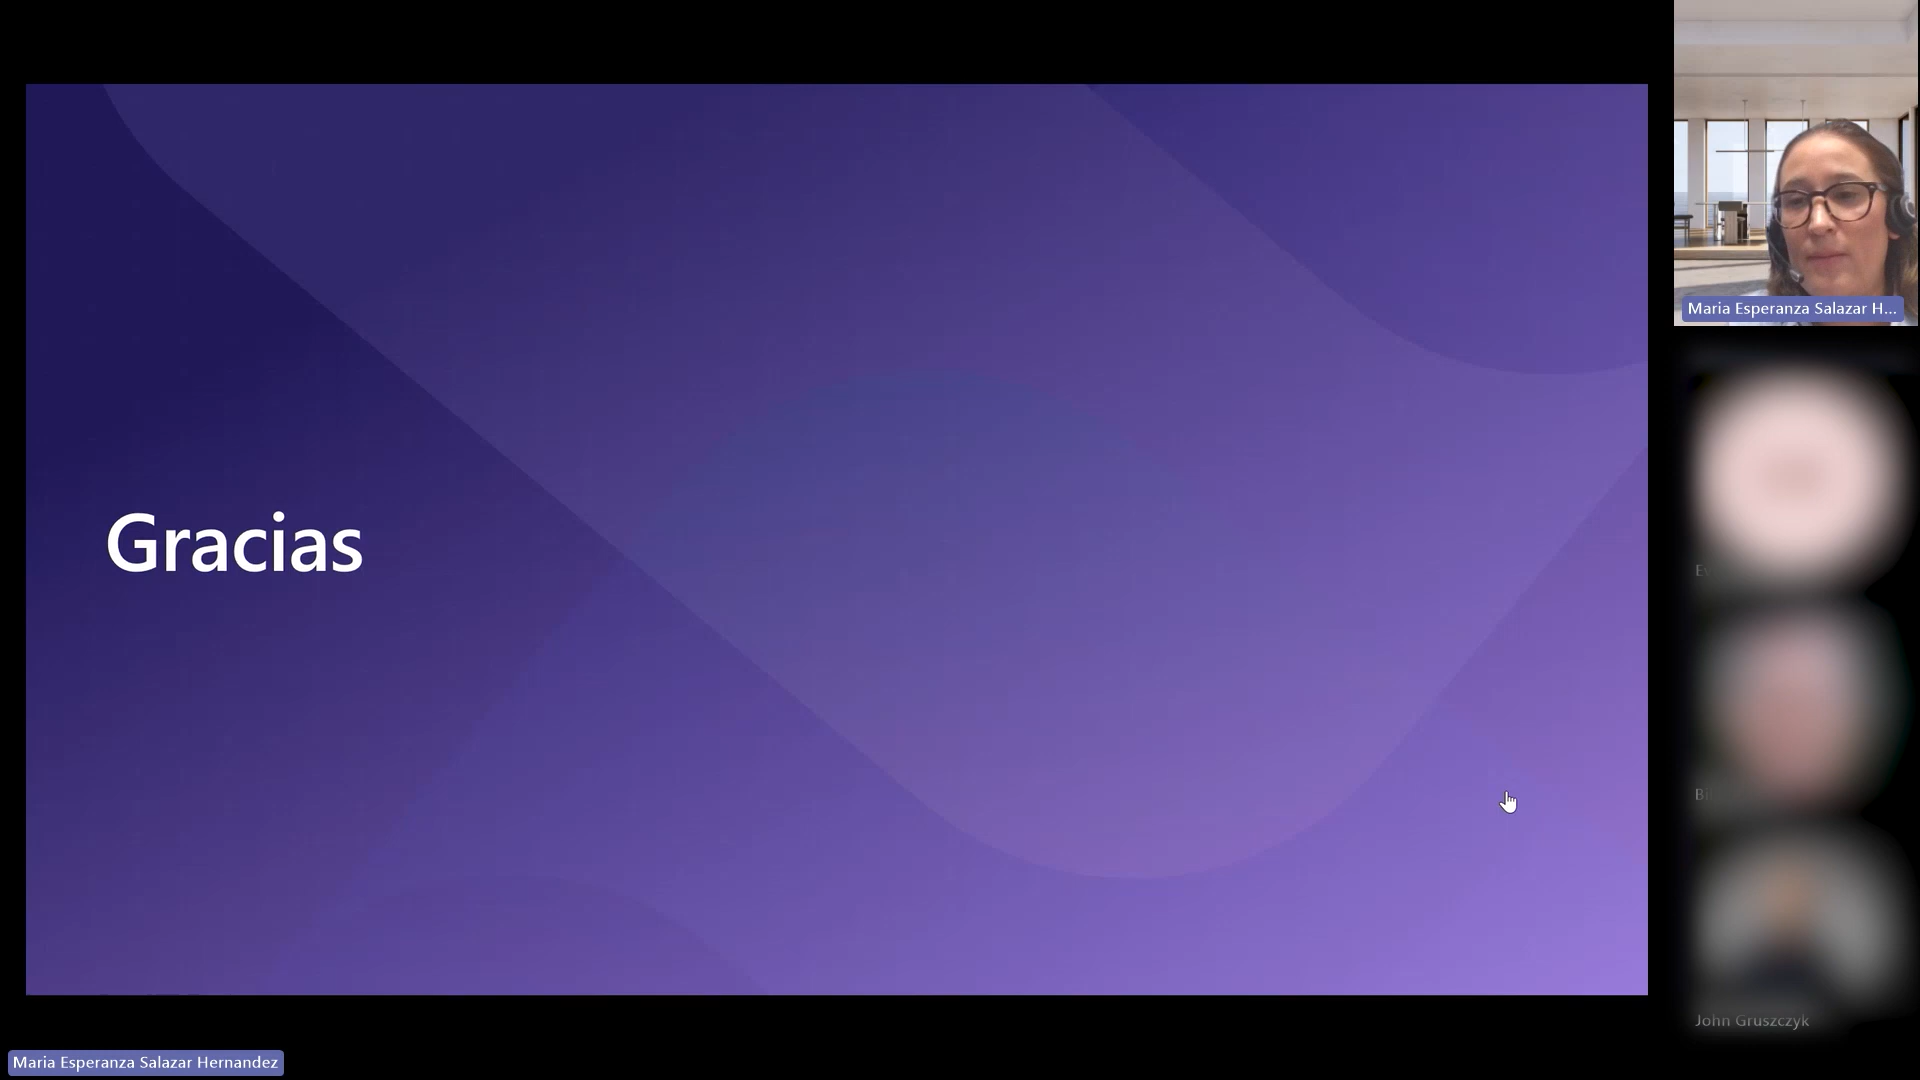 Gracias
Maria Esperanza Salazar H...
John Gruszczyk
Maria Esperanza Salazar Hernandez